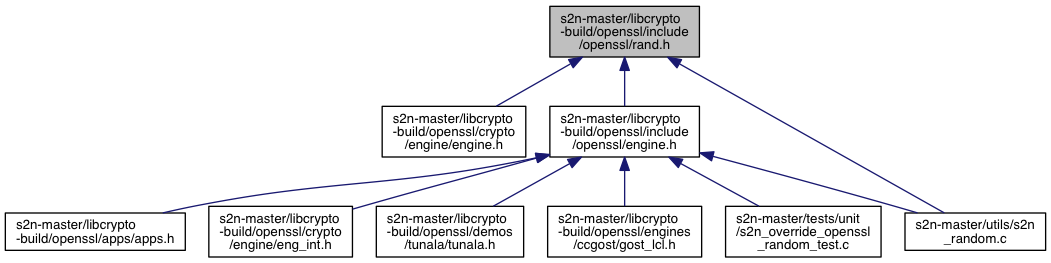 s2n-master/libcrypto
-build/openssl/include
/openssl/rand.h
s2n-master/libcrypto
-build/openssl/crypto
/engine/engine.h
s2n-master/libcrypto
-build/openssl/include
/openssl/engine.h
s2n-master/libcrypto
-build/openssl/apps/apps.h
s2n-master/libcrypto
-build/openssl/crypto
/engine/eng_int.h
s2n-master/libcrypto
-build/openssl/demos
/tunala/tunala.h
s2n-master/libcrypto
-build/openssl/engines
/ccgost/gost_lcl.h
s2n-master/tests/unit
/s2n_override_openssl
_random_test.c
s2n-master/utils/s2n
_random.c